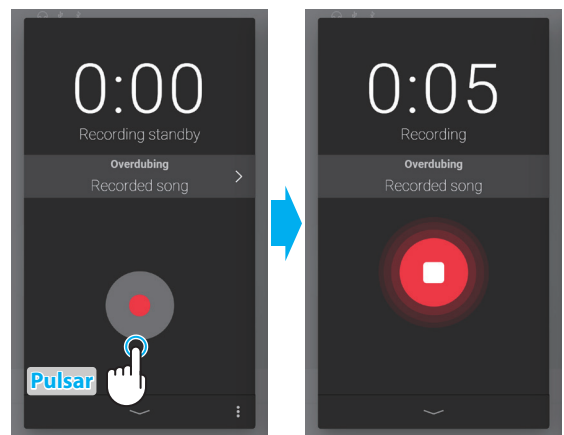 0:00
Recording standby
Overdubing
Recorded song
Pulsar
0:05
Recording
Overdubing
Recorded song